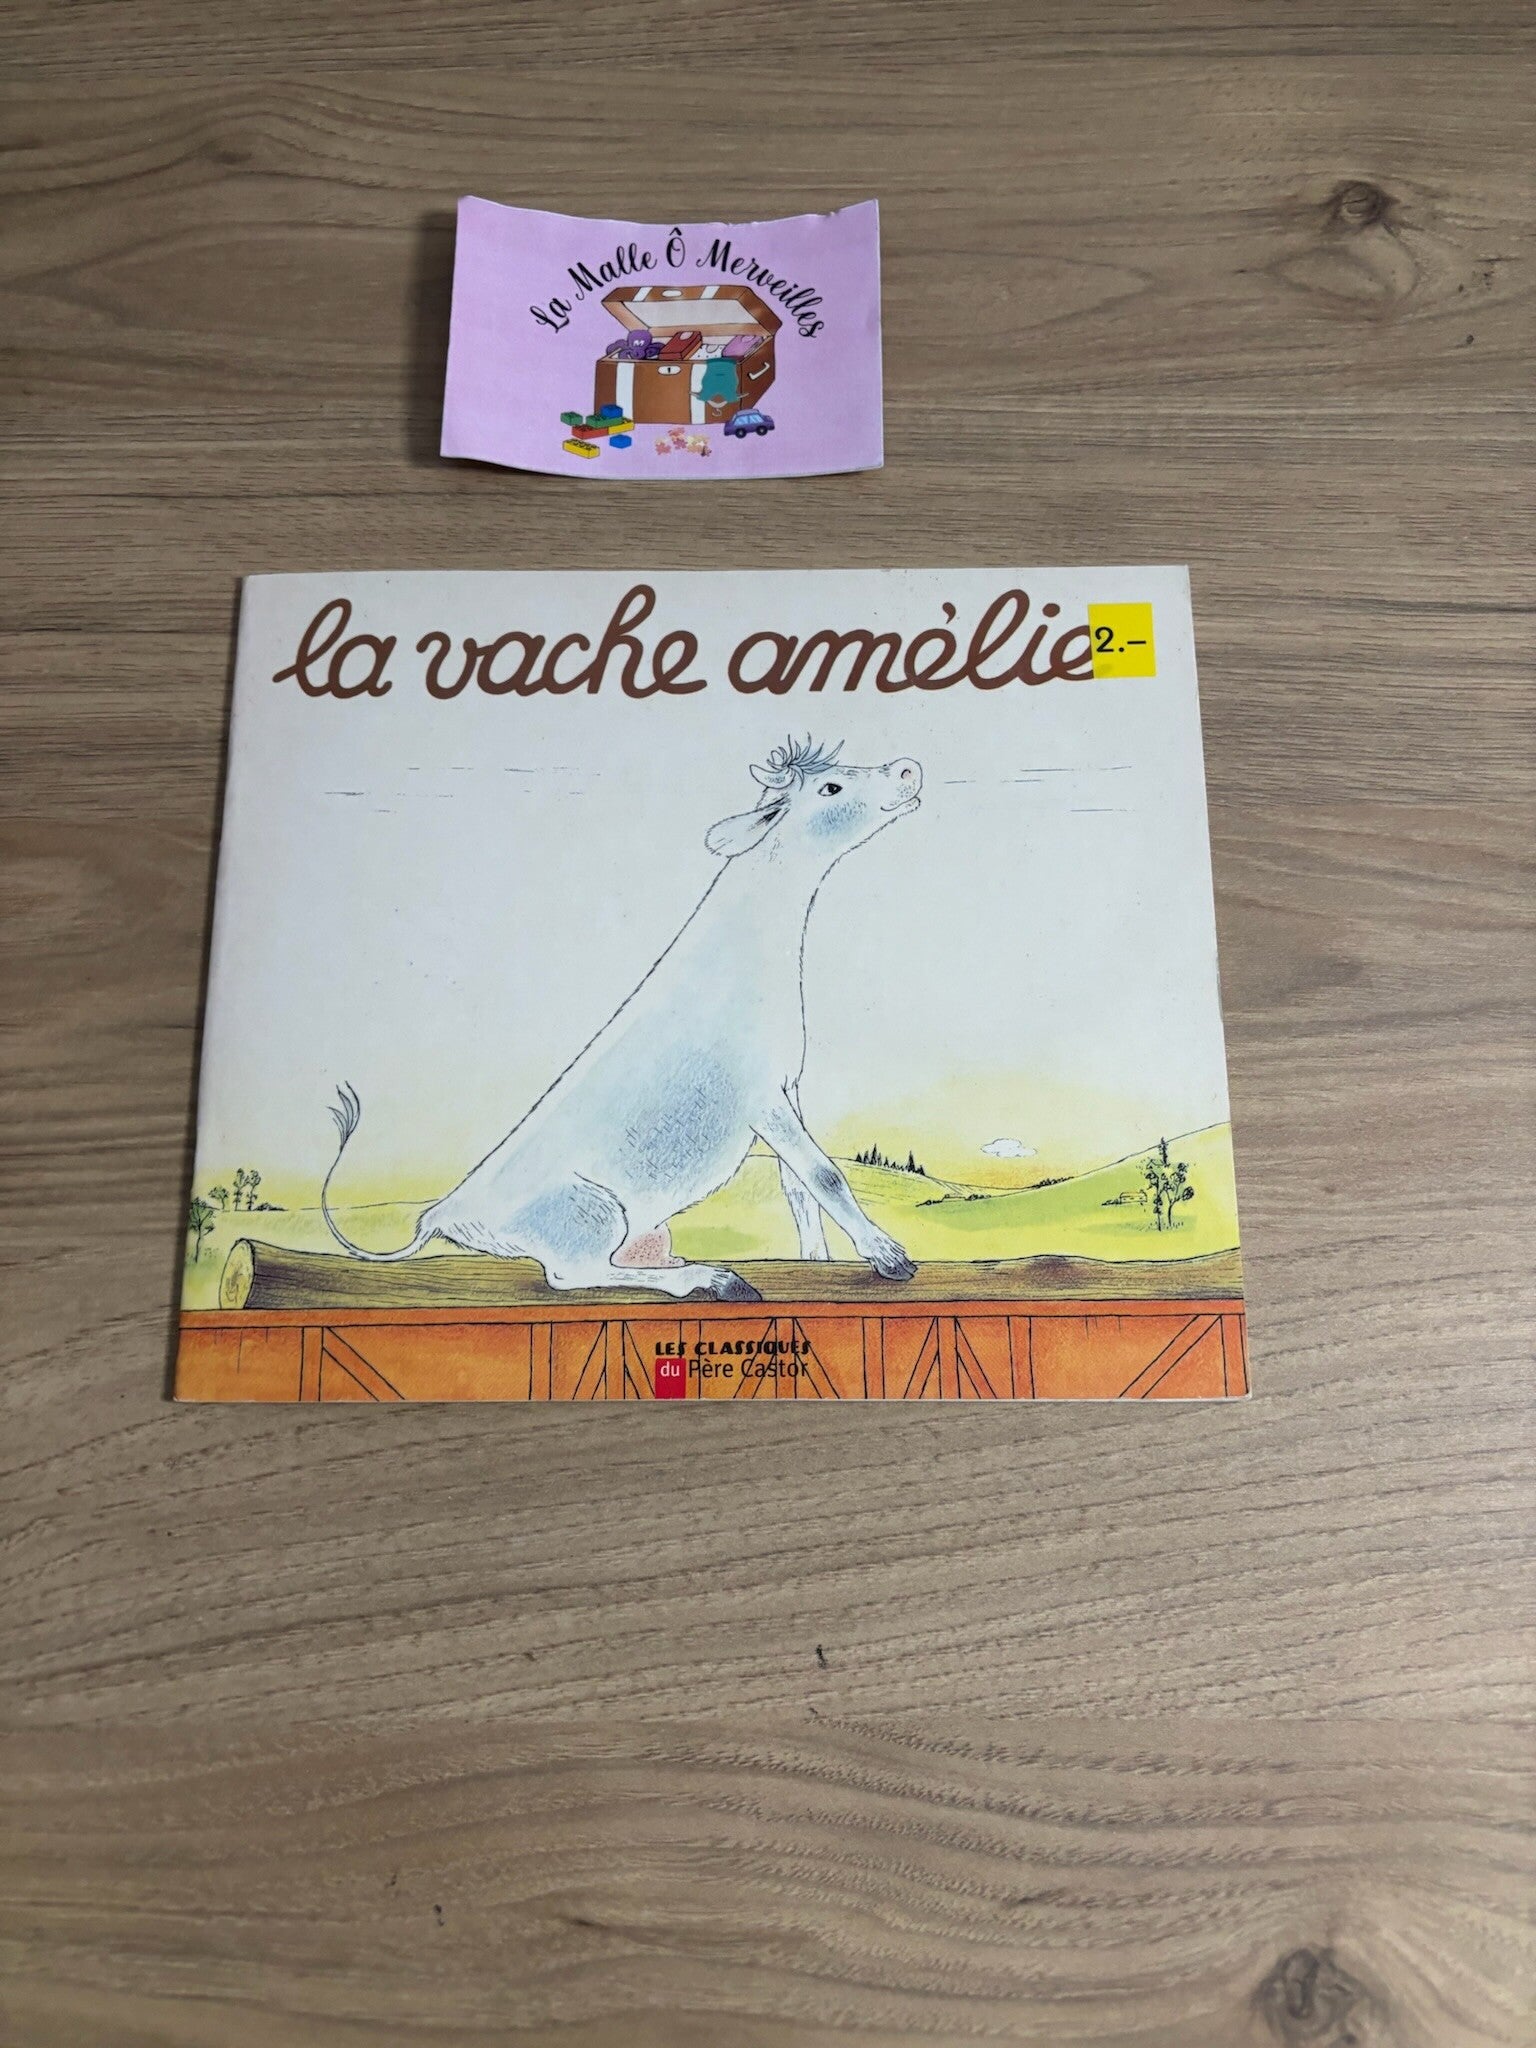 La Malle Ô Merveilles
la vache amélie
2.-
LES CLASSIQUES
du Père Castor